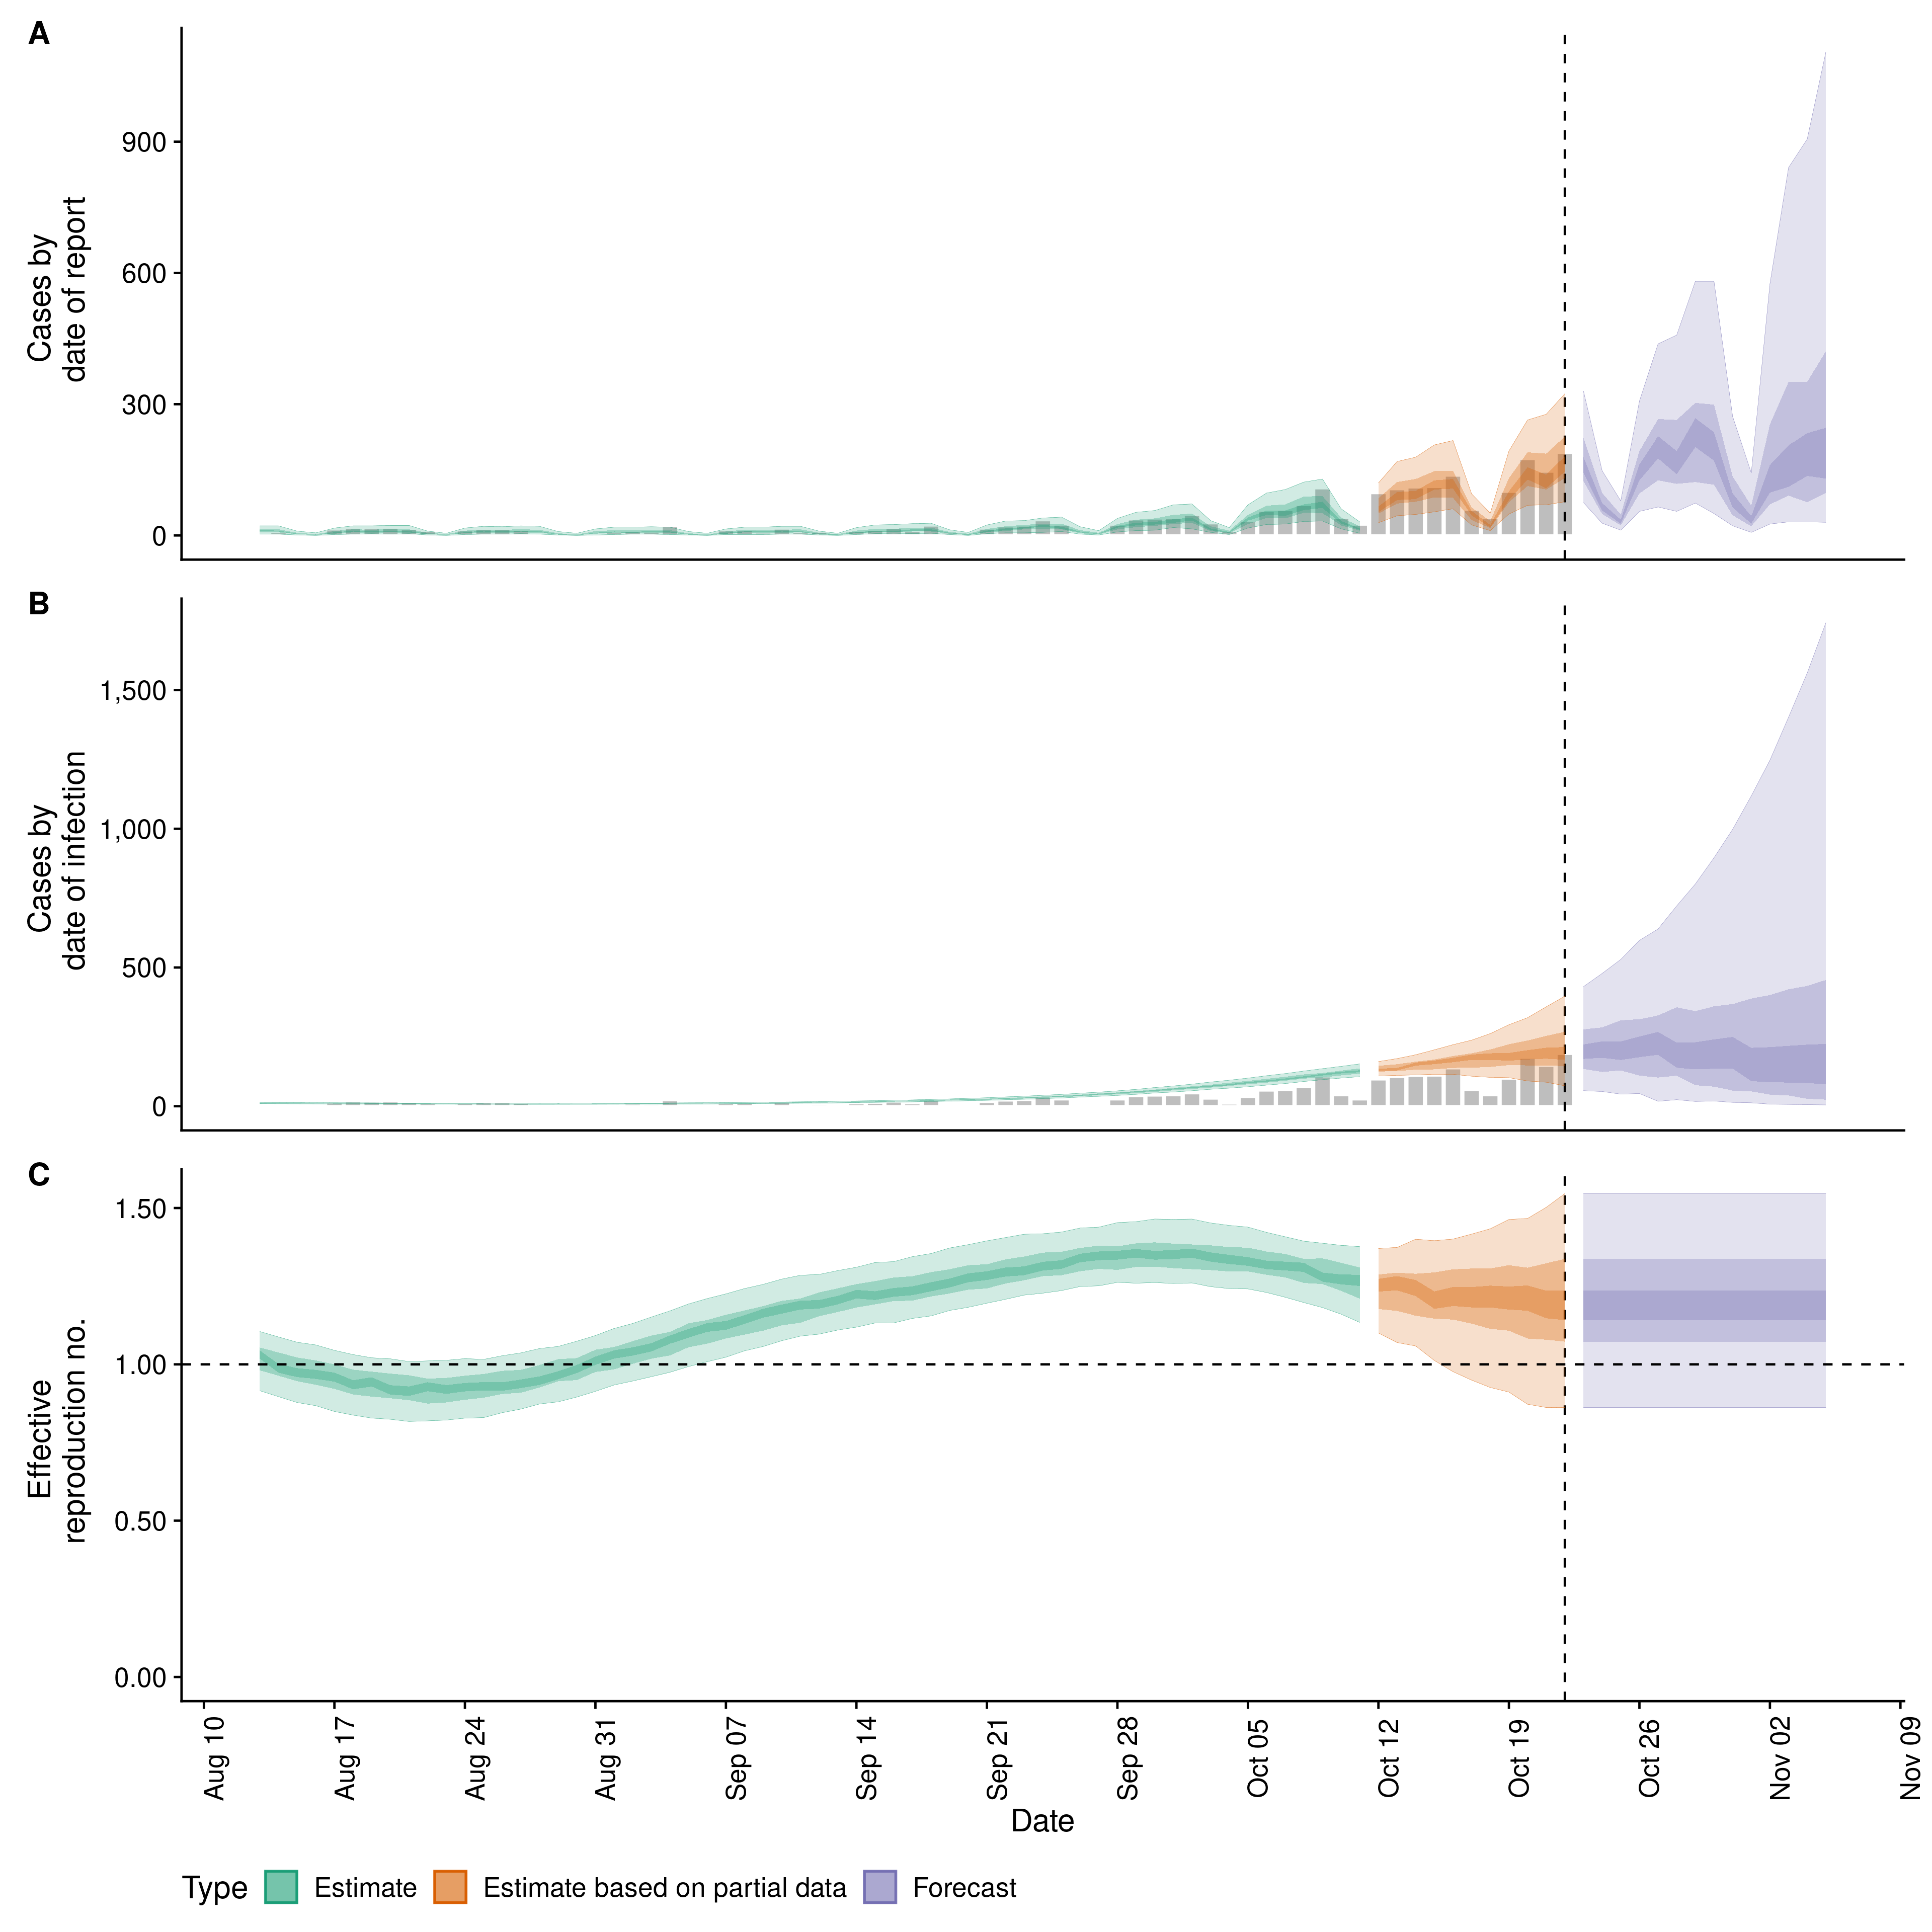 A
Cases by
date of report
900
600
300
0
B
Cases by
date of infection
1,500
1,000
500
0
C
Effective
reproduction no.
1.50
1.00
0.50
0.00
Aug 10
Aug 17
Aug 24
Aug 31
Sep 07
Sep 14
Sep 21
Sep 28
Oct 05
Oct 12
Oct 19
Oct 26
Nov 02
Nov 09
Date
Type Estimate Estimate based on partial data Forecast